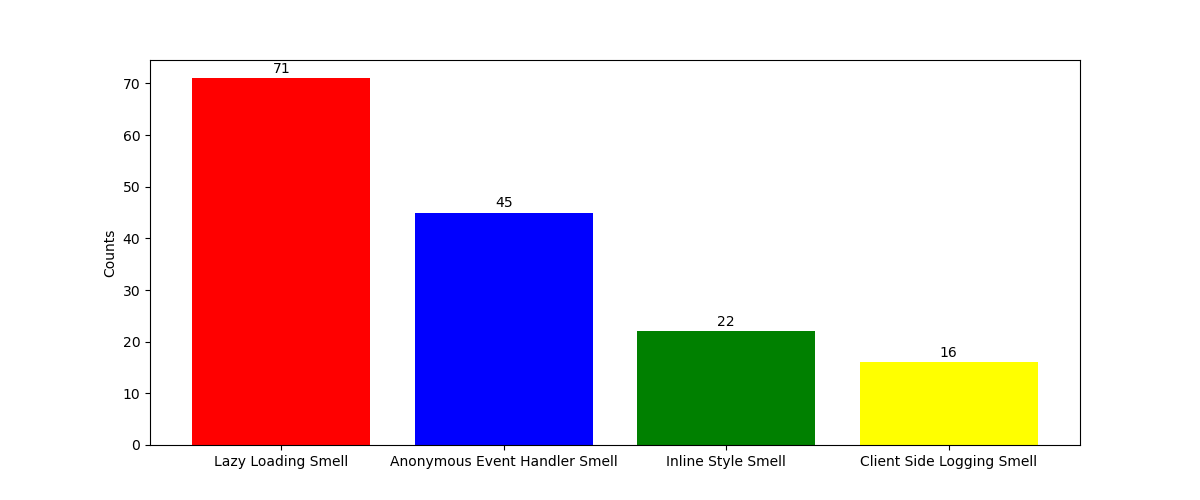 71
70
60
50
45
40
30
22
20
16
10
0
Counts
Lazy Loading Smell
Anonymous Event Handler Smell
Inline Style Smell
Client Side Logging Smell